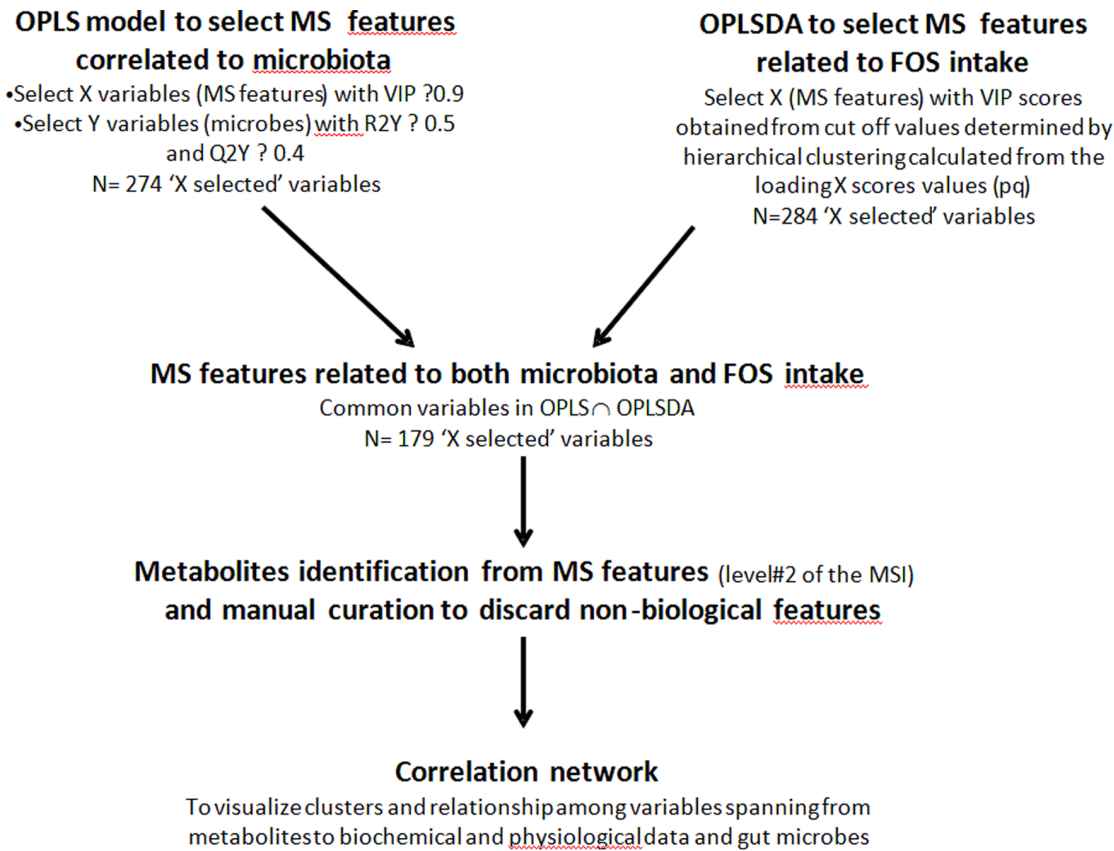 OPLS model to select MS features
correlated to microbiota
•Select X variables (MS features) with VIP ?0.9
•Select Y variables (microbes) with R2Y ? 0.5
and Q2Y ? 0.4
N= 274 ‘X selected’ variables
OPLSDA to select MS features
related to FOS intake
Select X (MS features) with VIP scores
obtained from cut off values determined by
hierarchical clustering calculated from the
loading X scores values (pq)
N=284 ‘X selected’ variables
MS features related to both microbiota and FOS intake
Common variables in OPLS∩ OPLSDA
N= 179 ‘X selected’ variables
Metabolites identification from MS features (level#2 of the MSI)
and manual curation to discard non-biological features
Correlation network
To visualize clusters and relationship among variables spanning from
metabolites to biochemical and physiological data and gut microbes